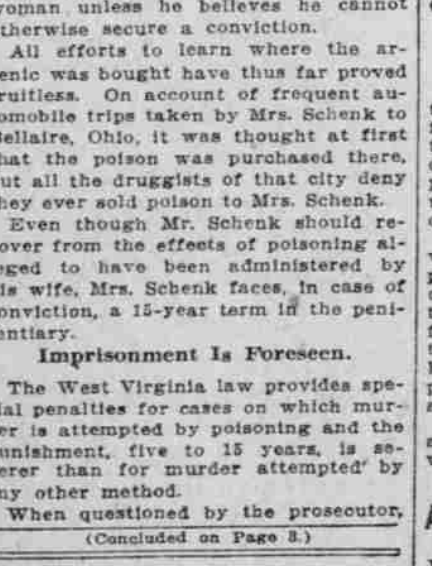 woman unless he believes he cannot
therwise secure a conviction.
All efforts to learn where the ar-
enic was bought have thus far proved
ruitless. On account of frequent au-
omobile trips taken by Mrs. Schenk to
Bellaire, Ohio, it was thought at first
hat the poison was purchased there,
ut all the druggists of that city deny
hey ever sold poison to Mrs. Schenk.
Even though Mr. Schenk should re-
over from the effects of poisoning al-
eged to have been administered by
is wife, Mrs. Schenk faces, in case of
onviction, a 15-year term in the peni-
entiary.
Imprisonment Is Foreseen.
The West Virginia law provides spe-
ial penalties for cases on which mur-
er is attempted by poisoning and the
unishment, five to 15 years, is se-
erer than for murder attempted by
ny other method.
When questioned by the prosecutor,
(Concluded on Page 3.)